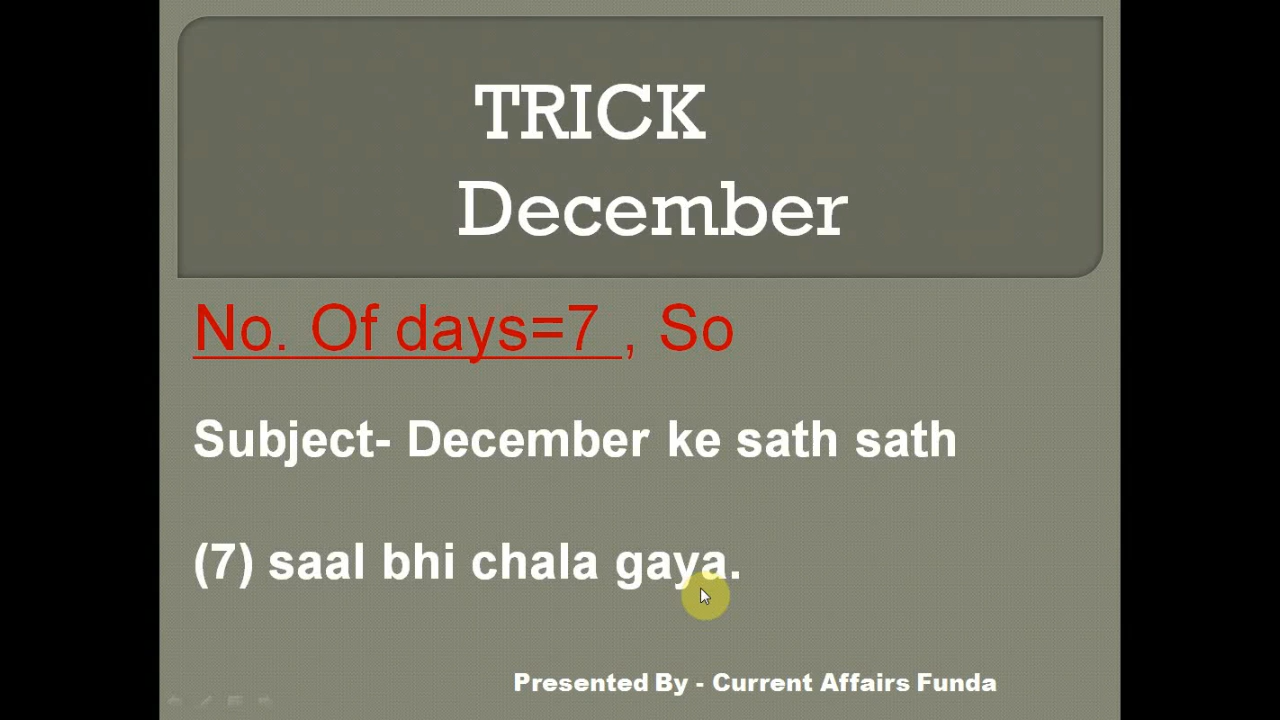 TRICK
December
No. Of days=7 , So
Subject- December ke sath sath
(7) saal bhi chala gaya.
Presented By - Current Affairs Funda